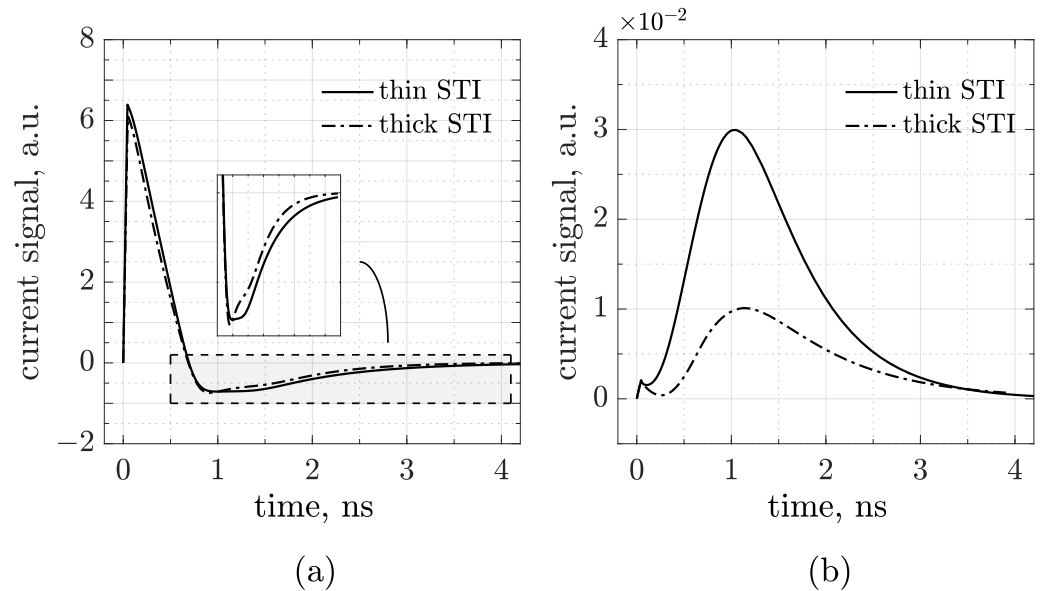 8
6
4
2
0
−2
current signal, a.u.
thin STI
thick STI
0 1 2 3 4
time, ns
(a)
×10⁻²
4
3
2
1
0
current signal, a.u.
thin STI
thick STI
0 1 2 3 4
time, ns
(b)